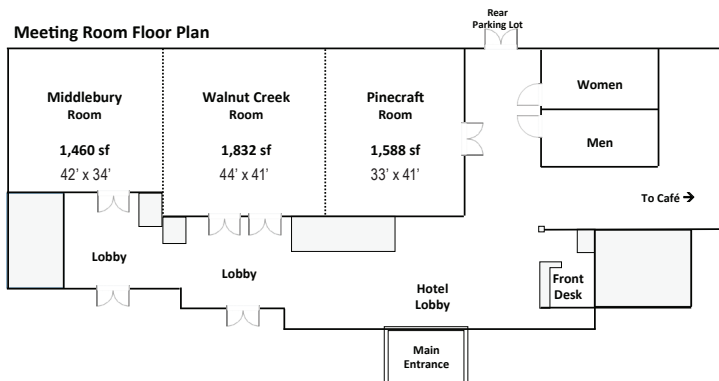 Rear
Parking Lot
Meeting Room Floor Plan
Middlebury
Room
1,460 sf
42' x 34'
Walnut Creek
Room
1,832 sf
44' x 41'
Pinecraft
Room
1,588 sf
33' x 41'
Women
Men
To Café →
Lobby
Lobby
Hotel
Lobby
Front
Desk
Main
Entrance